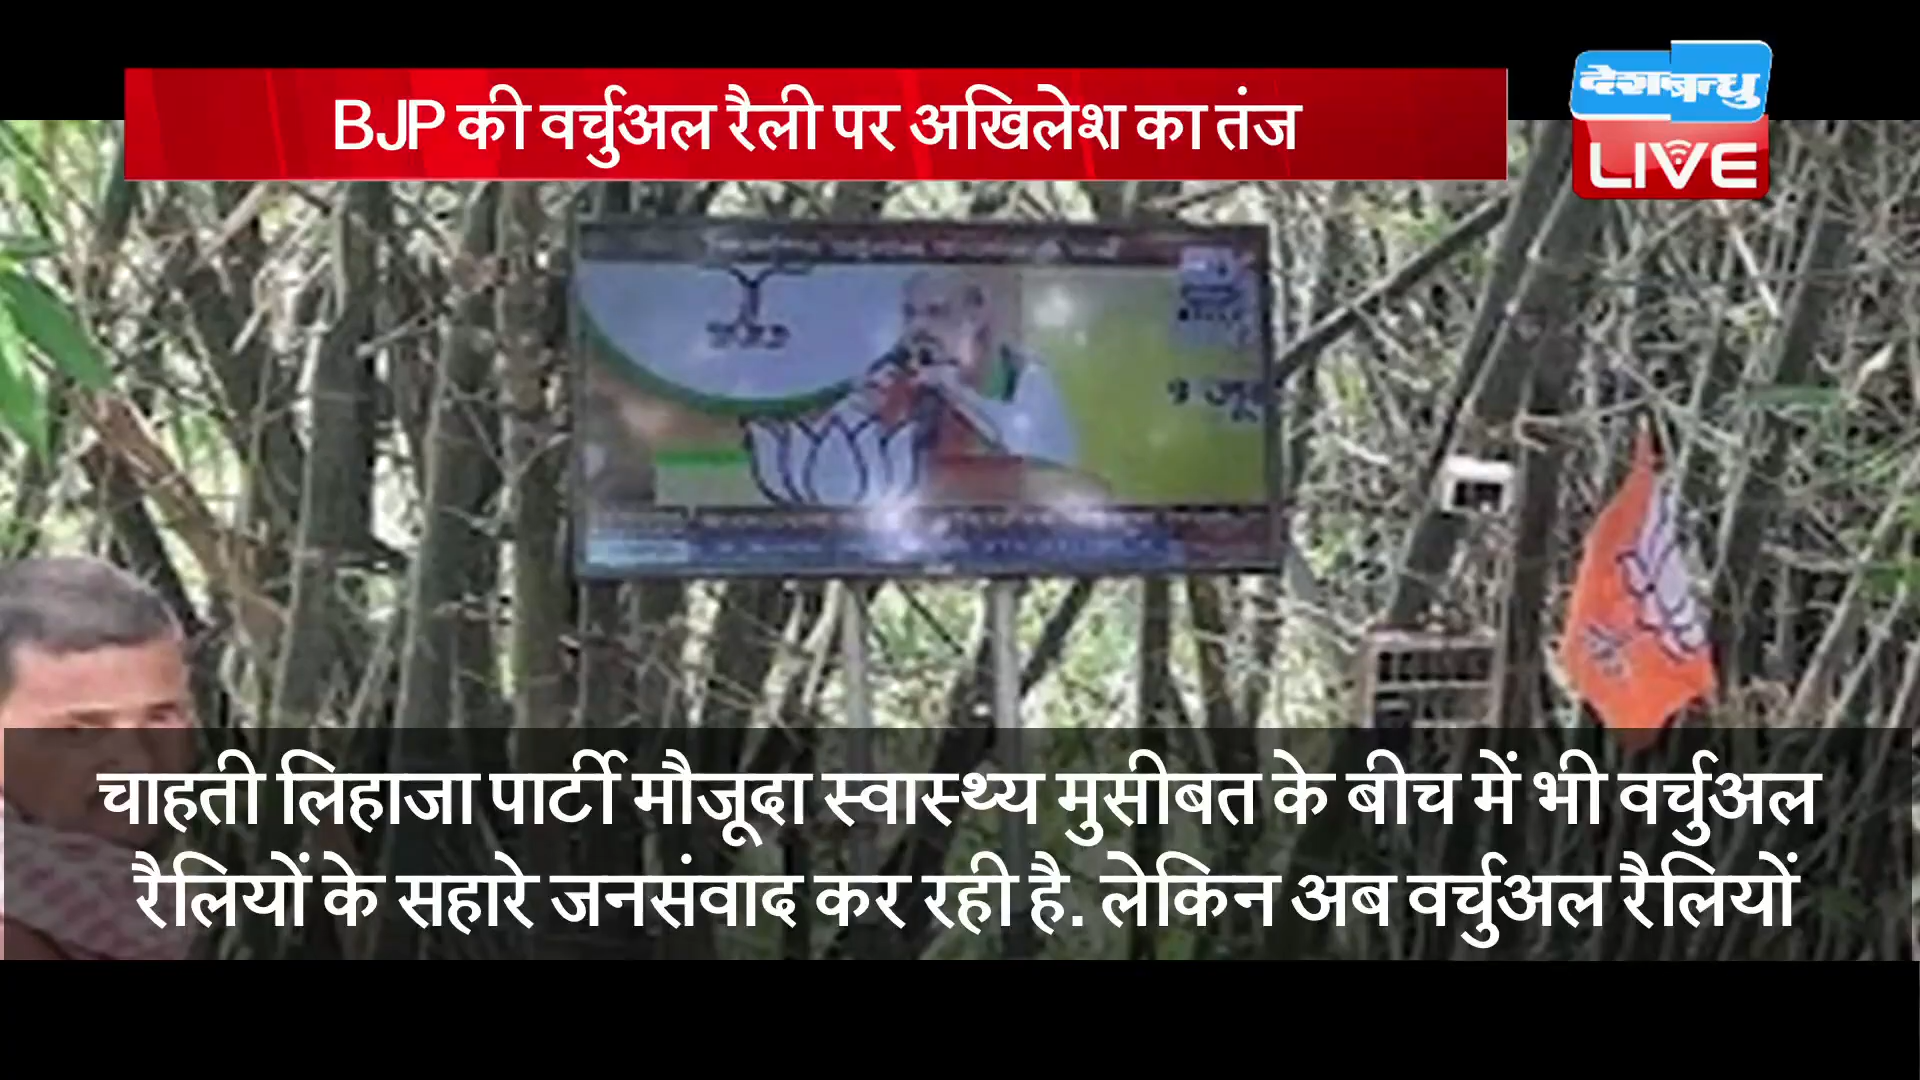 BJP की वर्चुअल रैली पर अखिलेश का तंज
देशबन्धु
LIVE
चाहती लिहाजा पार्टी मौजूदा स्वास्थ्य मुसीबत के बीच में भी वर्चुअल
रैलियों के सहारे जनसंवाद कर रही है. लेकिन अब वर्चुअल रैलियों